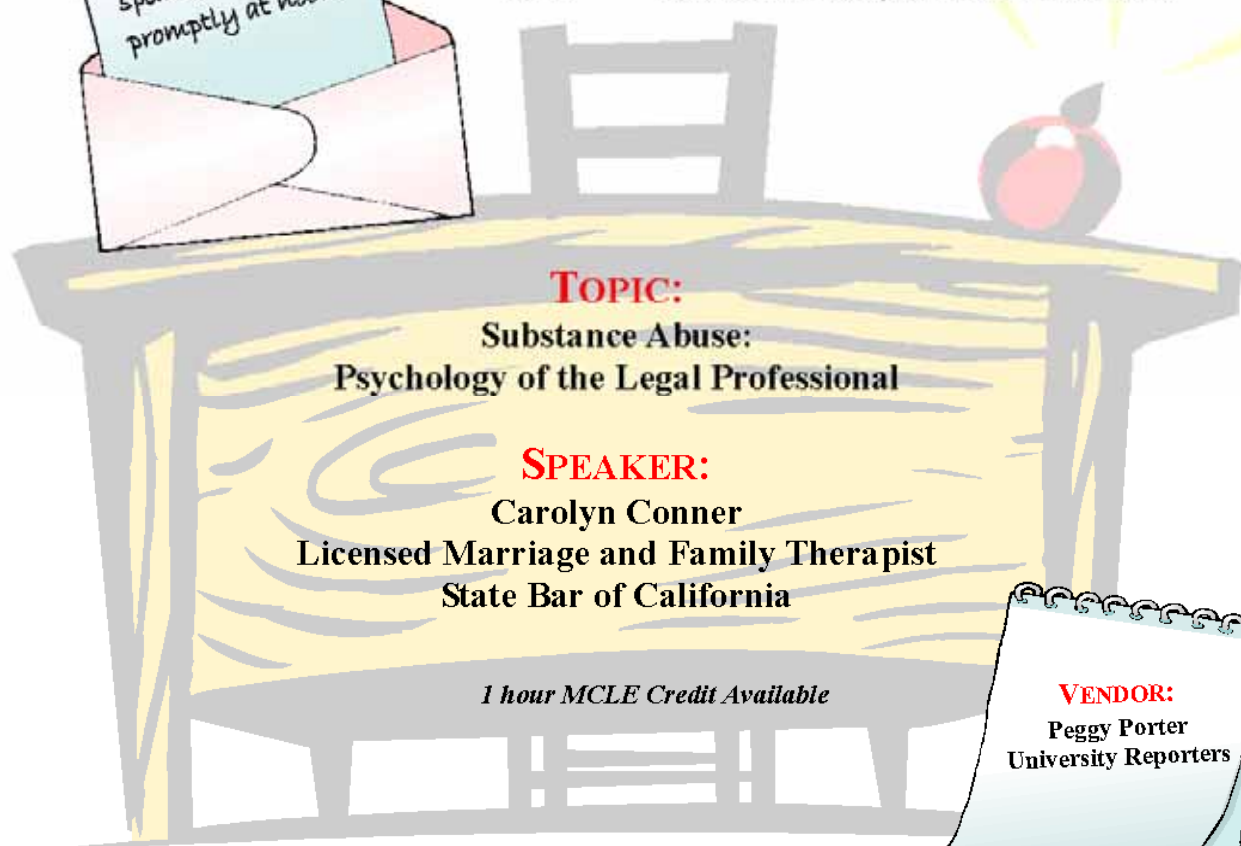 promptly at
TOPIC:
Substance Abuse:
Psychology of the Legal Professional
SPEAKER:
Carolyn Conner
Licensed Marriage and Family Therapist
State Bar of California
1 hour MCLE Credit Available
VENDOR:
Peggy Porter
University Reporters